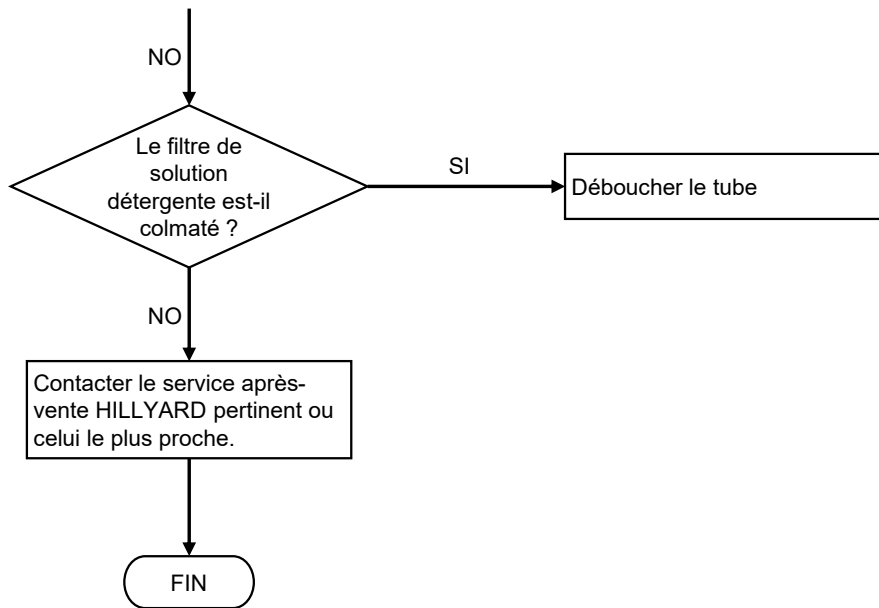 NO
Le filtre de
solution
détergente est-il
colmaté ?
SI
Déboucher le tube
NO
Contacter le service après-
vente HILLYARD pertinent ou
celui le plus proche.
FIN